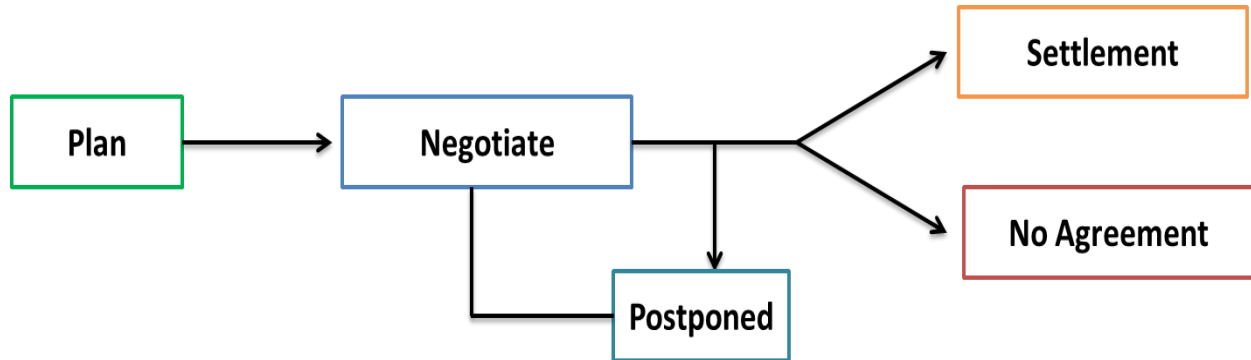 Settlement
Plan
Negotiate
No Agreement
Postponed